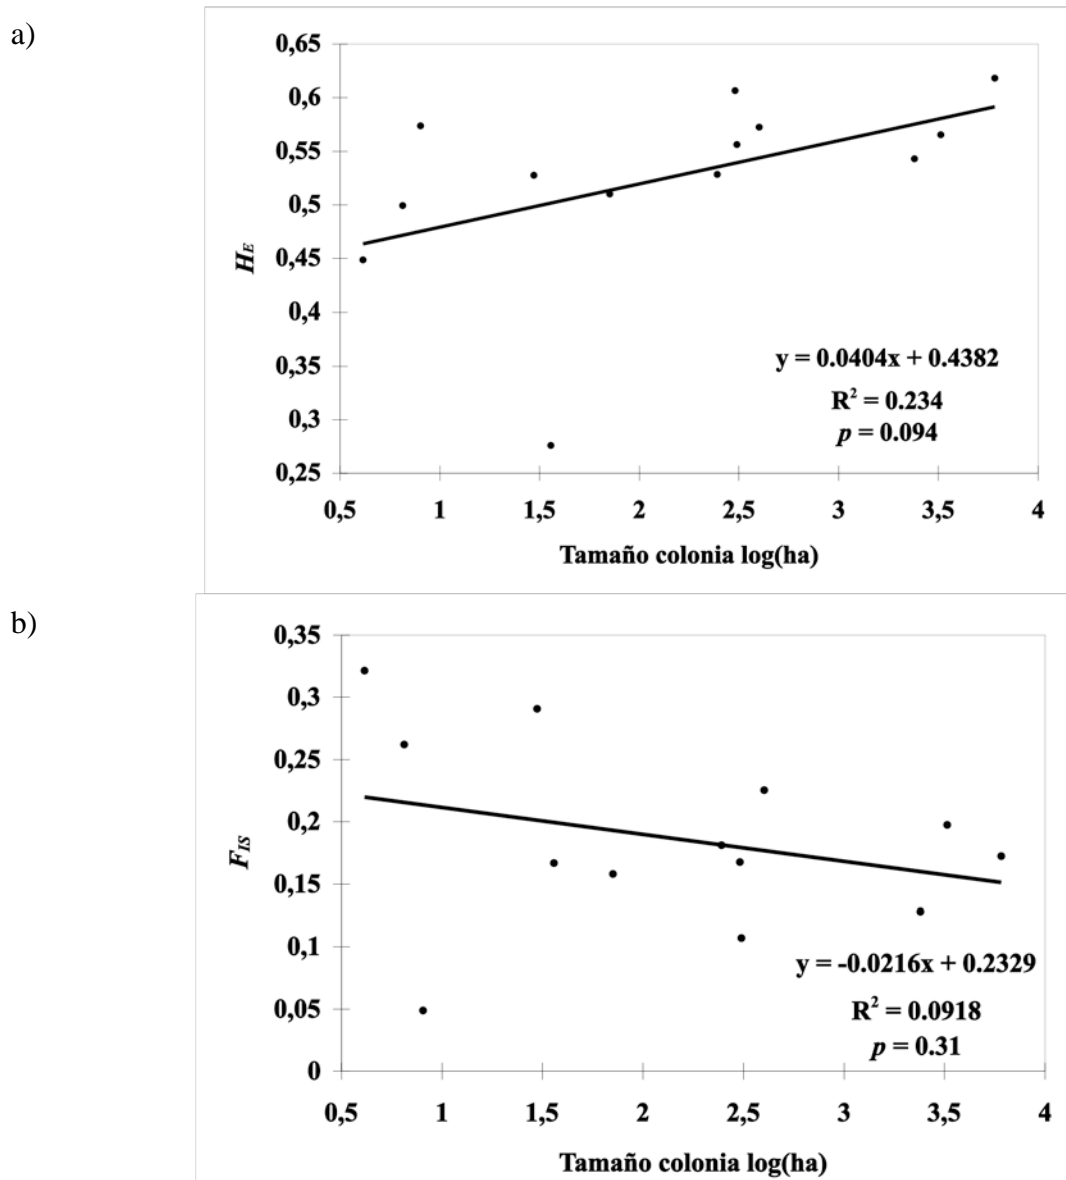 a)
0,65
0,6
0,55
0,5
0,45
0,4
0,35
0,3
0,25
H_E
y = 0.0404x + 0.4382
R² = 0.234
p = 0.094
0,5 1 1,5 2 2,5 3 3,5 4
Tamaño colonia log(ha)
b)
0,35
0,3
0,25
0,2
0,15
0,1
0,05
0
F_IS
y = -0.0216x + 0.2329
R² = 0.0918
p = 0.31
0,5 1 1,5 2 2,5 3 3,5 4
Tamaño colonia log(ha)